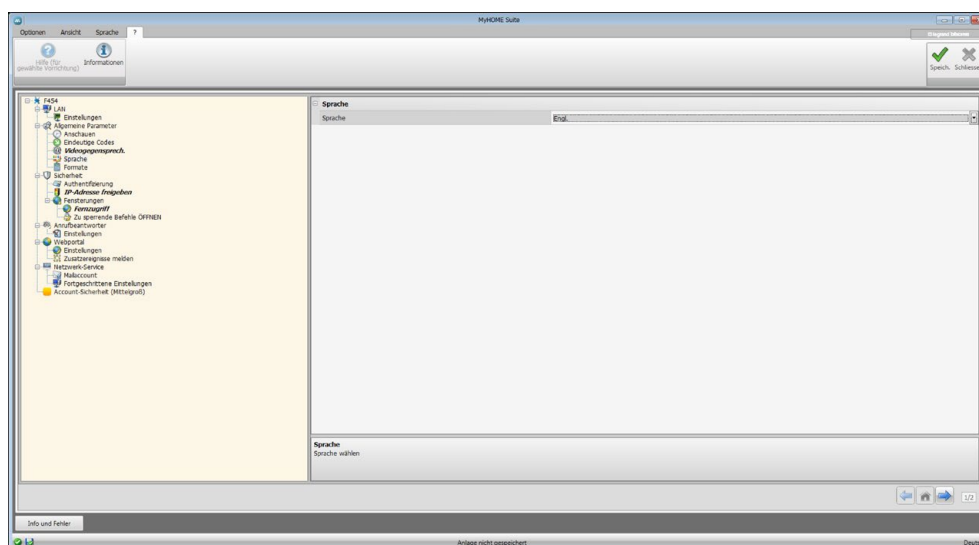 MyHOME Suite
Optionen Ansicht Sprache ?
Hilfe (für gewählte Vorrichtung)
Informationen
Speich. Schliesse
F454
LAN
Einstellungen
Algemeine Parameter
Anschauen
Eindeutige Codes
Videogegensprech.
Sprache
Formate
Sicherheit
Authentifizierung
IP-Adresse freigeben
Fensterungen
Fernzugriff
Zu sperrende Befehle ÖFFNEN
Anrufbeantworter
Einstellungen
Webportal
Einstellungen
Zusatzereignisse melden
Netzwerk-Service
Mailaccount
Fortgeschrittene Einstellungen
Account-Sicherheit (Mittelgroß)
Sprache
Sprache Engl.
Sprache
Sprache wählen
1/2
Info und Fehler
Anlage nicht gespeichert